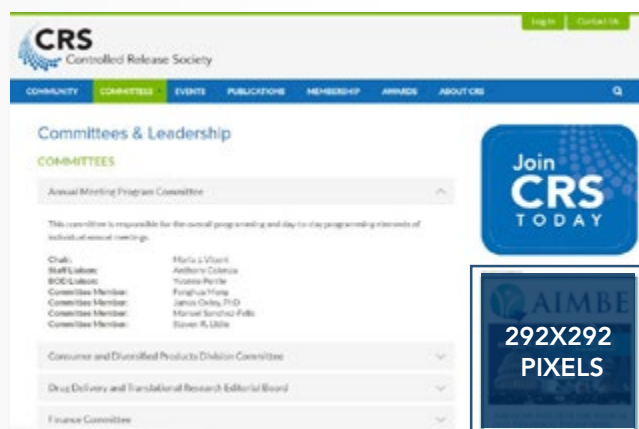 Log In Contact Us
CRS
Controlled Release Society
COMMUNITY COMMITTEES EVENTS PUBLICATIONS MEMBERSHIP AWARDS ABOUT CRS
Committees & Leadership
COMMITTEES
Annual Meeting Program Committee
This committee is responsible for the overall programming and day-to-day programming elements of
individual annual meetings.
Chair: Maria J. Vicent
Staff Liaison: Anthony Celenza
BOD Liaison: Yvonne Perrie
Committee Member:
Committee Member: James Oxley, PhD
Committee Member: Manuel Sanchez-Felix
Committee Member: Steven R. Little
Consumer and Diversified Products Division Committee
Drug Delivery and Translational Research Editorial Board
Finance Committee
Join
CRS
TODAY
AIMBE
292X292
PIXELS